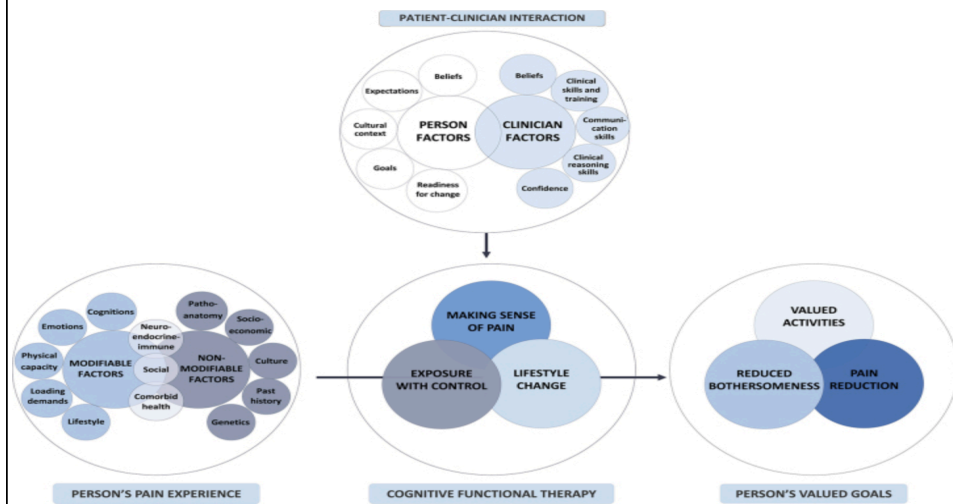 PATIENT-CLINICIAN INTERACTION
Beliefs
Expectations
Cultural
context
Goals
Readiness
for change
PERSON
FACTORS
CLINICIAN
FACTORS
Beliefs
Clinical
skills and
training
Communi-
cation skills
Clinical
reasoning
skills
Confidence
Cognitions
Emotions
Physical
capacity
Loading
demands
Lifestyle
MODIFIABLE
FACTORS
Neuro-
endocrine-
immune
Social
Comorbid
health
NON-
MODIFIABLE
FACTORS
Patho-
anatomy
Socio-
economic
Culture
Past
history
Genetics
PERSON'S PAIN EXPERIENCE
MAKING SENSE
OF PAIN
EXPOSURE
WITH CONTROL
LIFESTYLE
CHANGE
COGNITIVE FUNCTIONAL THERAPY
VALUED
ACTIVITIES
REDUCED
BOTHERSOMENESS
PAIN
REDUCTION
PERSON'S VALUED GOALS